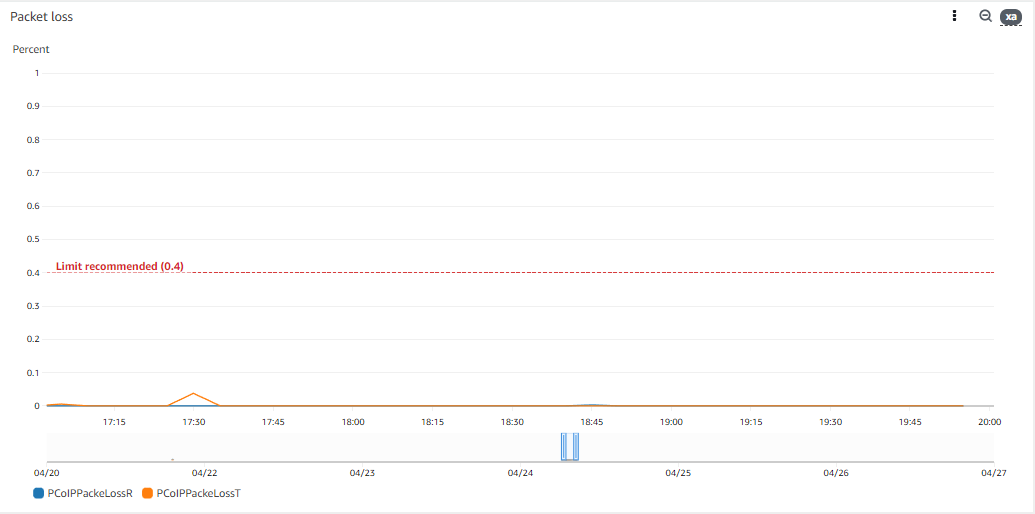 Packet loss
xa
Percent
1
0.9
0.8
0.7
0.6
0.5
Limit recommended (0.4)
0.4
0.3
0.2
0.1
0
17:15 17:30 17:45 18:00 18:15 18:30 18:45 19:00 19:15 19:30 19:45 20:00
04/20 04/22 04/23 04/24 04/25 04/26 04/27
PCoIPPackeLossR PCoIPPackeLossT